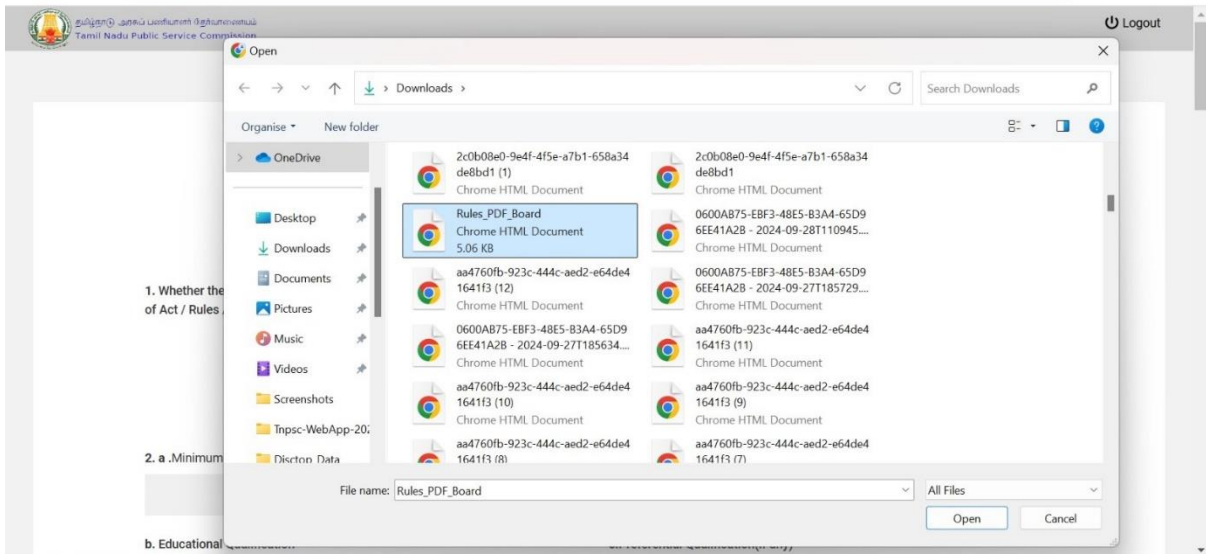 தமிழ்நாடு அரசுப் பணியாளர் தேர்வாணையம்
Tamil Nadu Public Service Commission
Logout
Open
Downloads
Search Downloads
Organise
New folder
OneDrive
Desktop
Downloads
Documents
Pictures
Music
Videos
Screenshots
Tnpsc-WebApp-202
Disctop_Data
2c0b08e0-9e4f-4f5e-a7b1-658a34
de8bd1 (1)
Chrome HTML Document
2c0b08e0-9e4f-4f5e-a7b1-658a34
de8bd1
Chrome HTML Document
Rules_PDF_Board
Chrome HTML Document
5.06 KB
0600AB75-EBF3-48E5-B3A4-65D9
6EE41A2B - 2024-09-28T110945....
Chrome HTML Document
aa4760fb-923c-444c-aed2-e64de4
1641f3 (12)
Chrome HTML Document
0600AB75-EBF3-48E5-B3A4-65D9
6EE41A2B - 2024-09-27T185729....
Chrome HTML Document
0600AB75-EBF3-48E5-B3A4-65D9
6EE41A2B - 2024-09-27T185634....
Chrome HTML Document
aa4760fb-923c-444c-aed2-e64de4
1641f3 (11)
Chrome HTML Document
aa4760fb-923c-444c-aed2-e64de4
1641f3 (10)
Chrome HTML Document
aa4760fb-923c-444c-aed2-e64de4
1641f3 (9)
Chrome HTML Document
aa4760fb-923c-444c-aed2-e64de4
1641f3 (8)
aa4760fb-923c-444c-aed2-e64de4
1641f3 (7)
File name: Rules_PDF_Board
All Files
Open
Cancel
1. Whether the
of Act / Rules
2. a .Minimum
b. Educational Qualification
Qualification(if any)